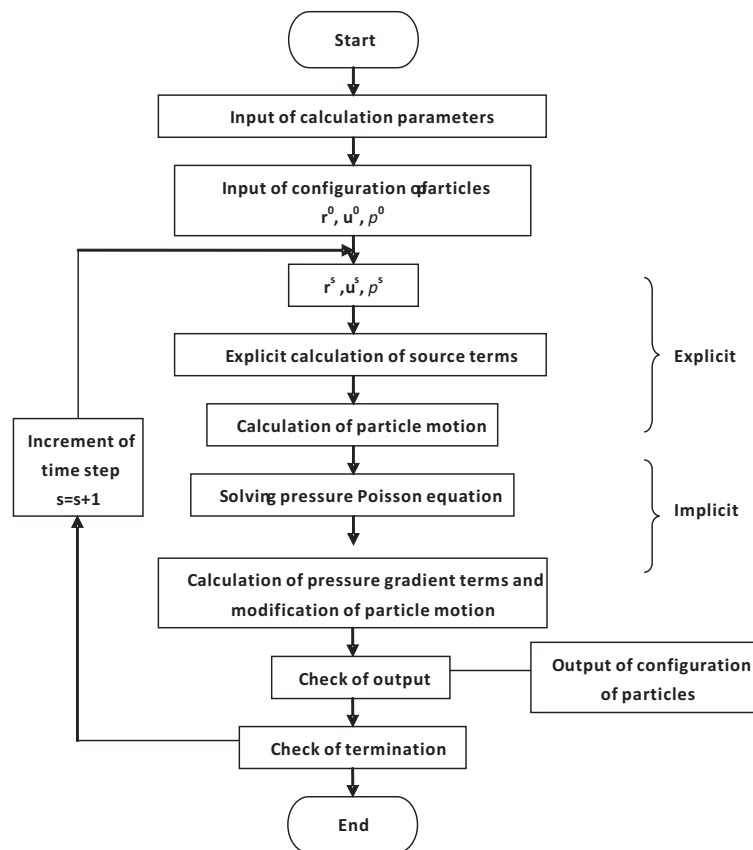 Start
Input of calculation parameters
Input of configuration of particles
r⁰, u⁰, p⁰
rˢ ,uˢ, pˢ
Explicit calculation of source terms
Explicit
Calculation of particle motion
Increment of
time step
s=s+1
Solving pressure Poisson equation
Implicit
Calculation of pressure gradient terms and
modification of particle motion
Check of output
Output of configuration
of particles
Check of termination
End